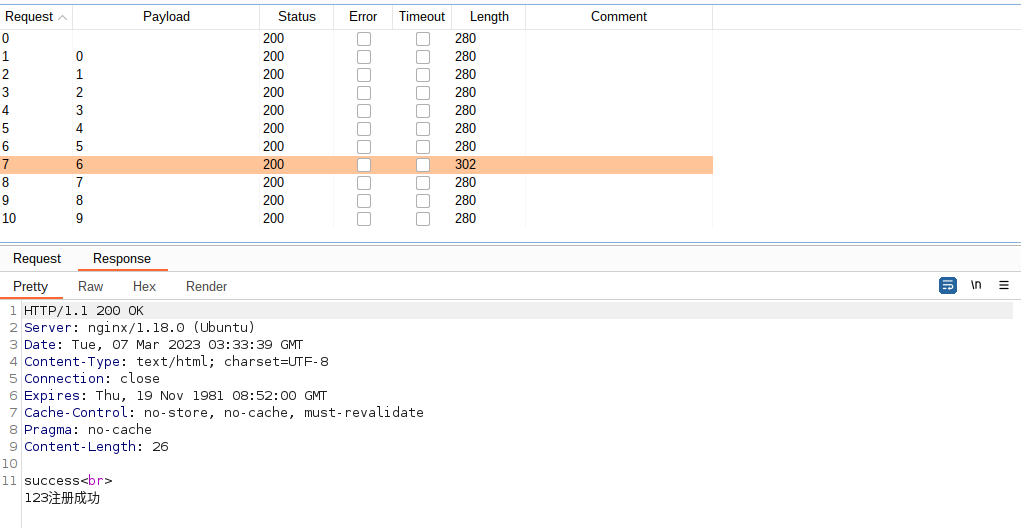 Request Payload Status Error Timeout Length Comment
0 200 280
1 0 200 280
2 1 200 280
3 2 200 280
4 3 200 280
5 4 200 280
6 5 200 280
7 6 200 302
8 7 200 280
9 8 200 280
10 9 200 280
Request Response
Pretty Raw Hex Render \n
1 HTTP/1.1 200 OK
2 Server: nginx/1.18.0 (Ubuntu)
3 Date: Tue, 07 Mar 2023 03:33:39 GMT
4 Content-Type: text/html; charset=UTF-8
5 Connection: close
6 Expires: Thu, 19 Nov 1981 08:52:00 GMT
7 Cache-Control: no-store, no-cache, must-revalidate
8 Pragma: no-cache
9 Content-Length: 26
10
11 success<br>
123注册成功